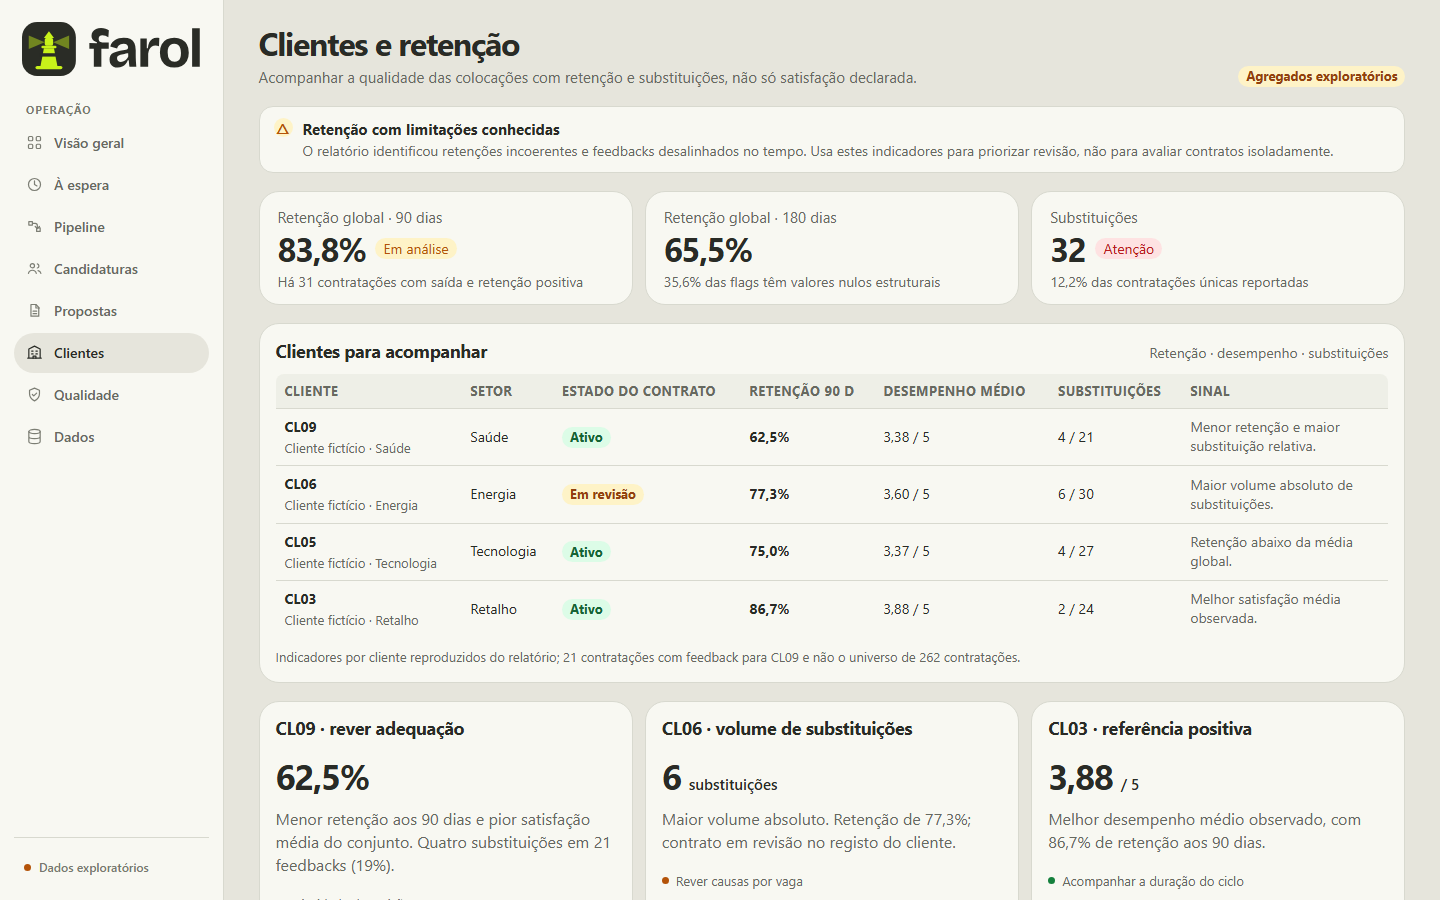 farol
OPERAÇÃO
Visão geral
À espera
Pipeline
Candidaturas
Propostas
Clientes
Qualidade
Dados
Dados exploratórios
Clientes e retenção
Acompanhar a qualidade das colocações com retenção e substituições, não só satisfação declarada.
Agregados exploratórios
Retenção com limitações conhecidas
O relatório identificou retenções incoerentes e feedbacks desalinhados no tempo. Usa estes indicadores para priorizar revisão, não para avaliar contratos isoladamente.
Retenção global · 90 dias
83,8% Em análise
Há 31 contratações com saída e retenção positiva
Retenção global · 180 dias
65,5%
35,6% das flags têm valores nulos estruturais
Substituições
32 Atenção
12,2% das contratações únicas reportadas
Clientes para acompanhar
Retenção · desempenho · substituições
CLIENTE SETOR ESTADO DO CONTRATO RETENÇÃO 90 D DESEMPENHO MÉDIO SUBSTITUIÇÕES SINAL
CL09
Cliente fictício · Saúde
Saúde Ativo 62,5% 3,38 / 5 4 / 21
Menor retenção e maior
substituição relativa.
CL06
Cliente fictício · Energia
Energia Em revisão 77,3% 3,60 / 5 6 / 30
Maior volume absoluto de
substituições.
CL05
Cliente fictício · Tecnologia
Tecnologia Ativo 75,0% 3,37 / 5 4 / 27
Retenção abaixo da média
global.
CL03
Cliente fictício · Retalho
Retalho Ativo 86,7% 3,88 / 5 2 / 24
Melhor satisfação média
observada.
Indicadores por cliente reproduzidos do relatório; 21 contratações com feedback para CL09 e não o universo de 262 contratações.
CL09 · rever adequação
62,5%
Menor retenção aos 90 dias e pior satisfação
média do conjunto. Quatro substituições em 21
feedbacks (19%).
CL06 · volume de substituições
6 substituições
Maior volume absoluto. Retenção de 77,3%;
contrato em revisão no registo do cliente.
Rever causas por vaga
CL03 · referência positiva
3,88 / 5
Melhor desempenho médio observado, com
86,7% de retenção aos 90 dias.
Acompanhar a duração do ciclo